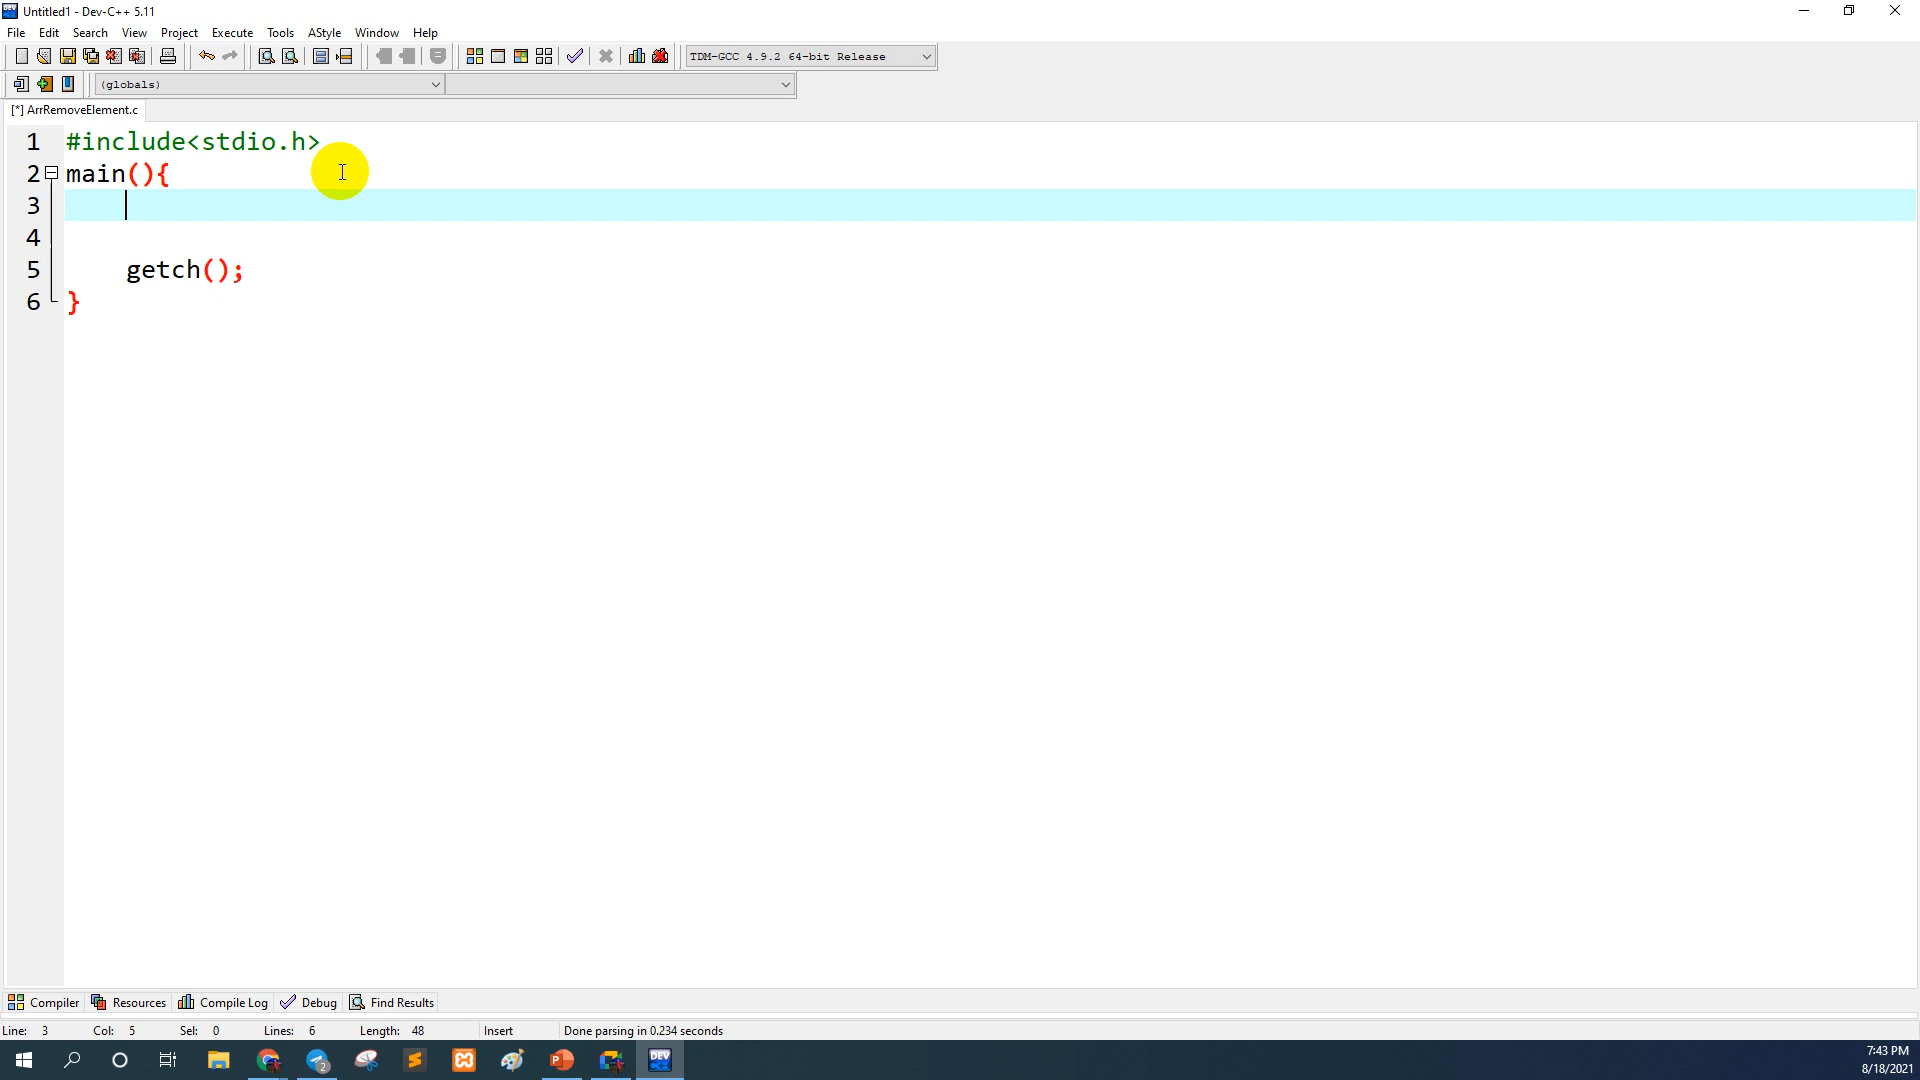 Untitled1 - Dev-C++ 5.11
File Edit Search View Project Execute Tools AStyle Window Help
TDM-GCC 4.9.2 64-bit Release
(globals)
[*] ArrRemoveElement.c
1 #include<stdio.h>
2 main(){
3
4
5 getch();
6 }
Compiler Resources Compile Log Debug Find Results
Line: 3 Col: 5 Sel: 0 Lines: 6 Length: 48 Insert Done parsing in 0.234 seconds
2 P DEV
7:43 PM
8/18/2021